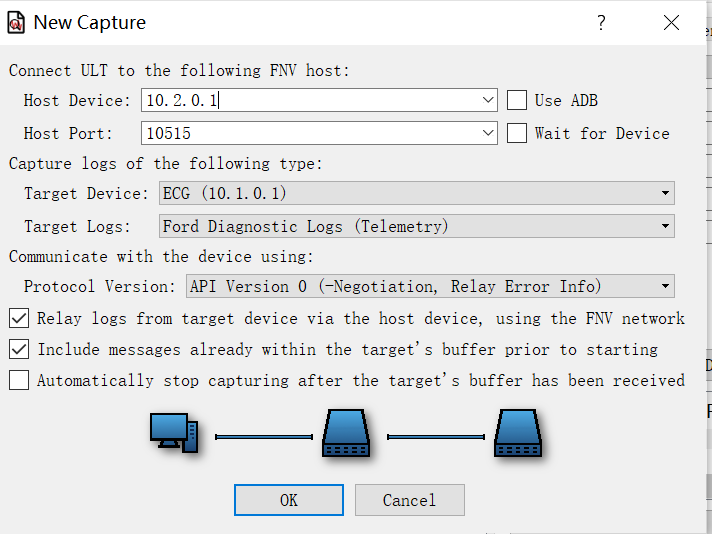 New Capture
?
Connect ULT to the following FNV host:
Host Device: 10.2.0.1 Use ADB
Host Port: 10515 Wait for Device
Capture logs of the following type:
Target Device: ECG (10.1.0.1)
Target Logs: Ford Diagnostic Logs (Telemetry)
Communicate with the device using:
Protocol Version: API Version 0 (-Negotiation, Relay Error Info)
Relay logs from target device via the host device, using the FNV network
Include messages already within the target's buffer prior to starting
Automatically stop capturing after the target's buffer has been received
OK Cancel